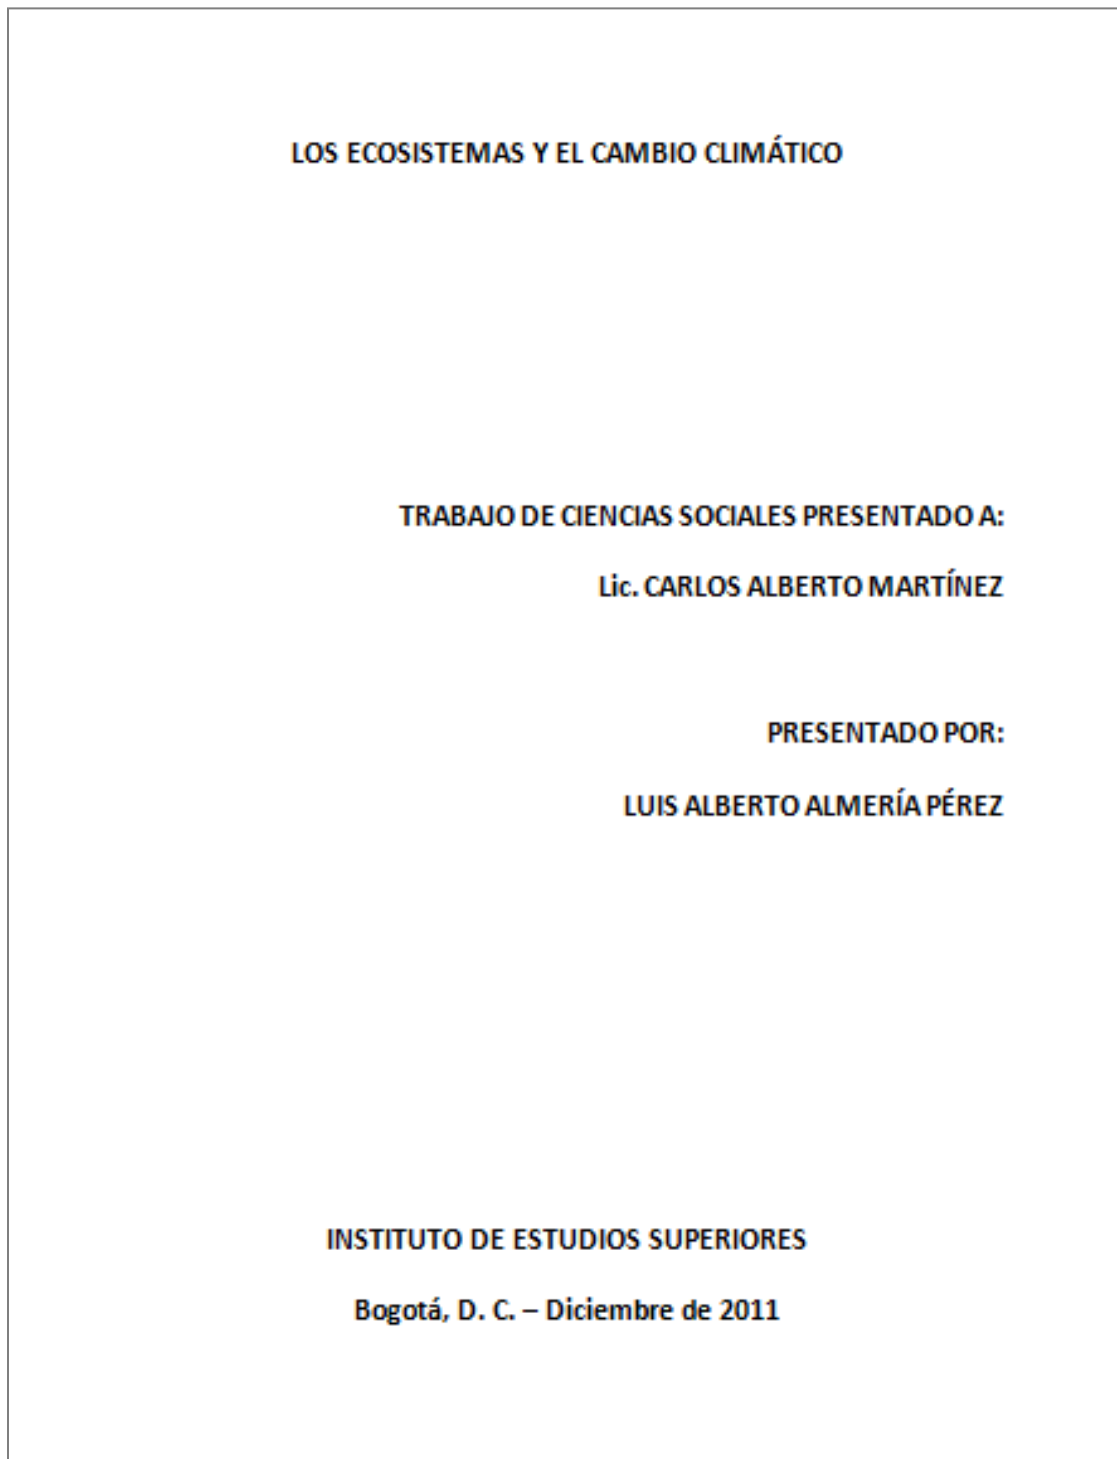 LOS ECOSISTEMAS Y EL CAMBIO CLIMÁTICO
TRABAJO DE CIENCIAS SOCIALES PRESENTADO A:
Lic. CARLOS ALBERTO MARTÍNEZ
PRESENTADO POR:
LUIS ALBERTO ALMERÍA PÉREZ
INSTITUTO DE ESTUDIOS SUPERIORES
Bogotá, D. C. – Diciembre de 2011